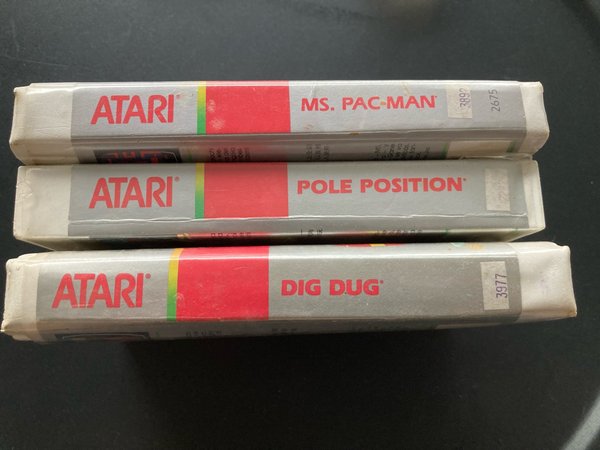 ATARI® MS. PAC-MAN® 3892 2675
ATARI® POLE POSITION®
ATARI® DIG DUG® 3977